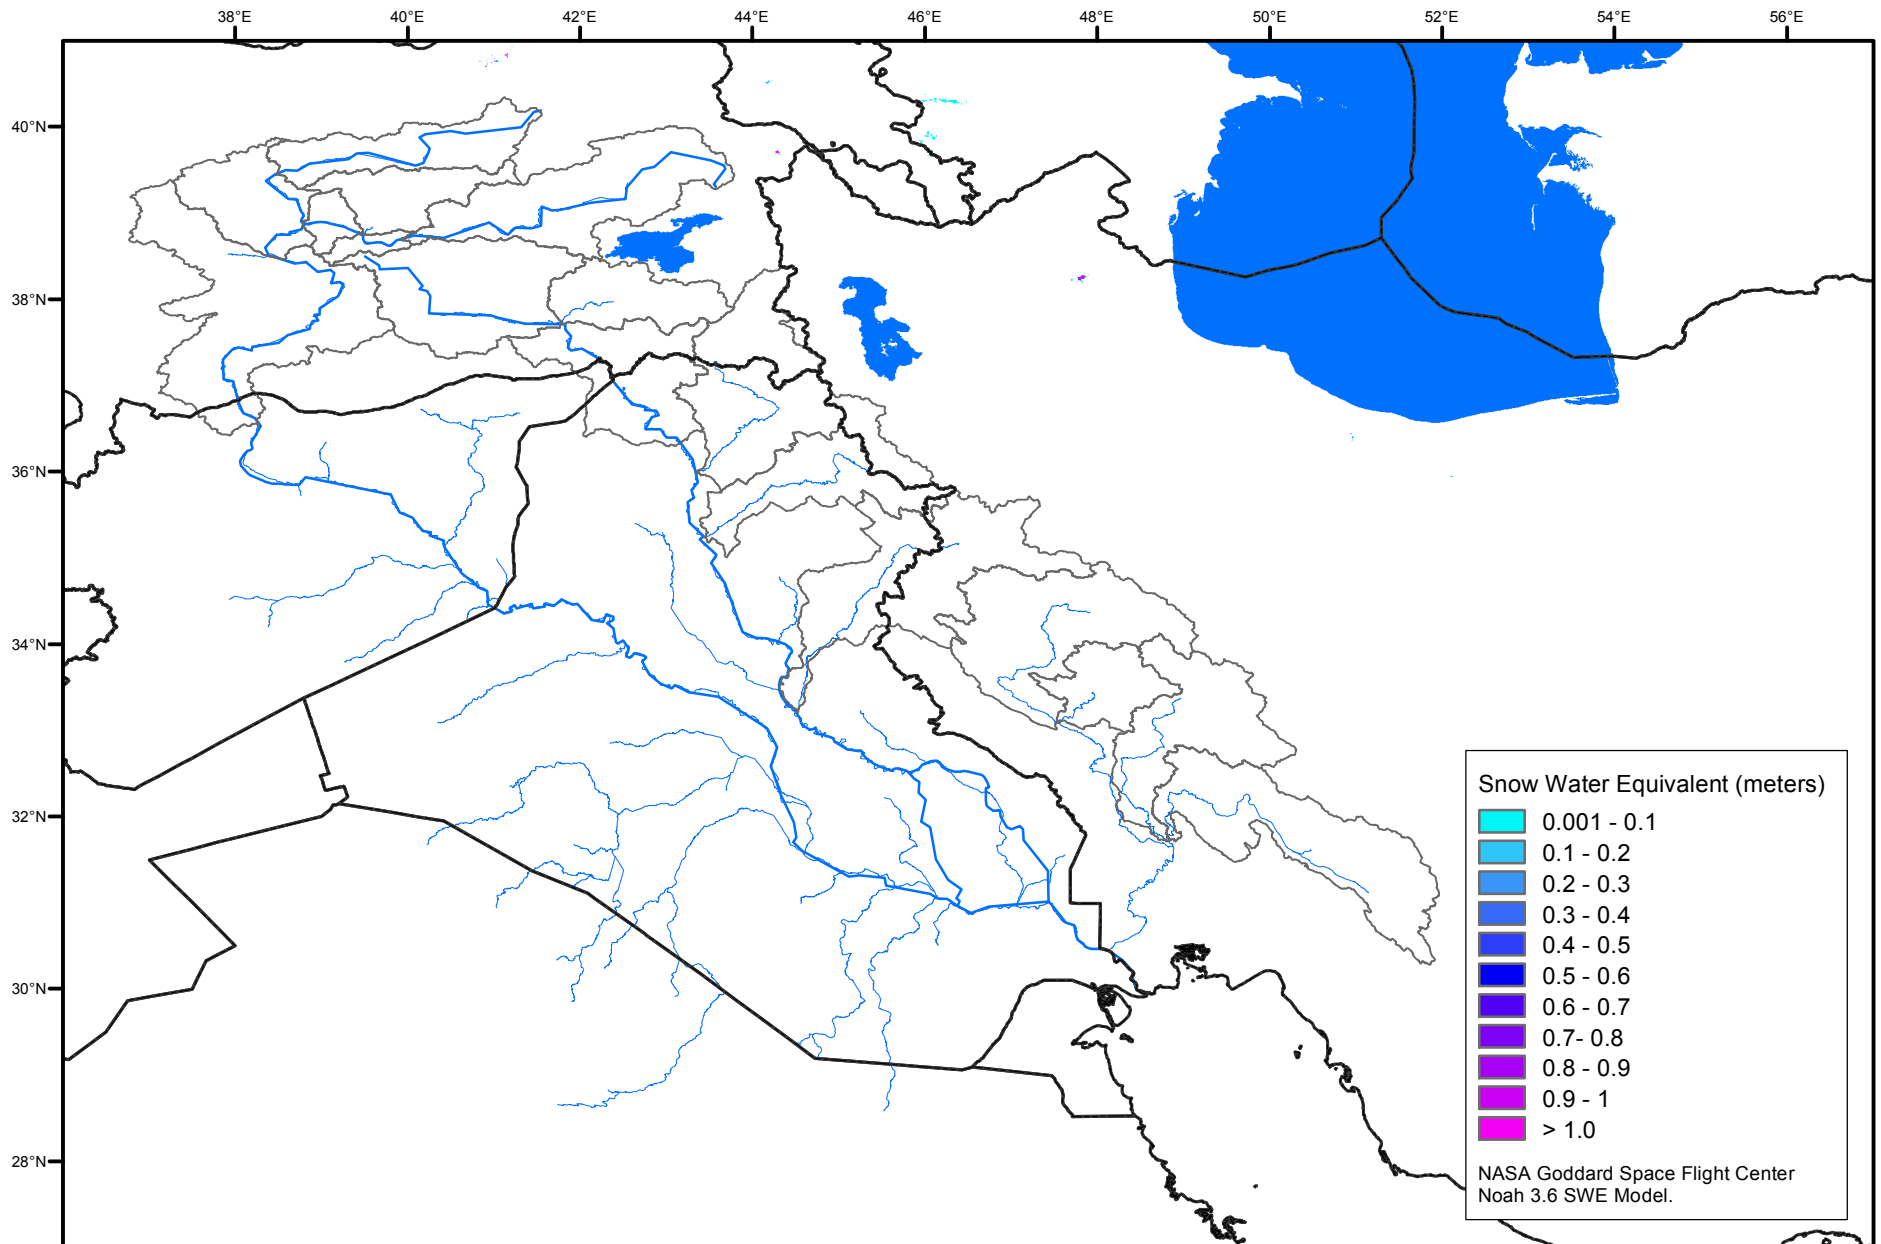 38°E 40°E 42°E 44°E 46°E 48°E 50°E 52°E 54°E 56°E
40°N
38°N
36°N
34°N
32°N
30°N
28°N
Snow Water Equivalent (meters)
0.001 - 0.1
0.1 - 0.2
0.2 - 0.3
0.3 - 0.4
0.4 - 0.5
0.5 - 0.6
0.6 - 0.7
0.7- 0.8
0.8 - 0.9
0.9 - 1
> 1.0
NASA Goddard Space Flight Center
Noah 3.6 SWE Model.